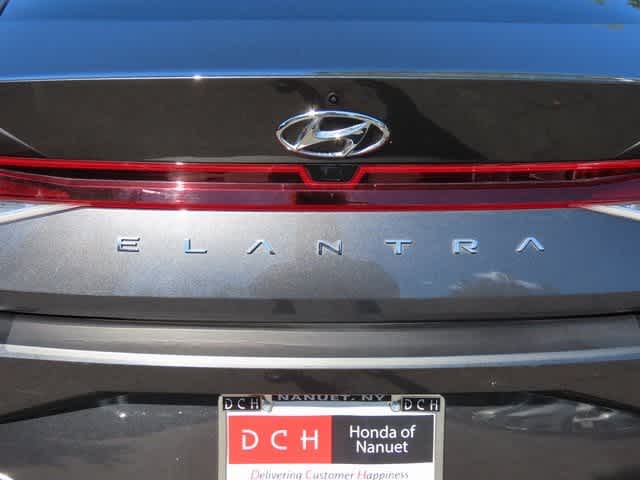 ELANTRA
NANUET, NY
DCH DCH
DCH Honda of
Nanuet
Delivering Customer Happiness